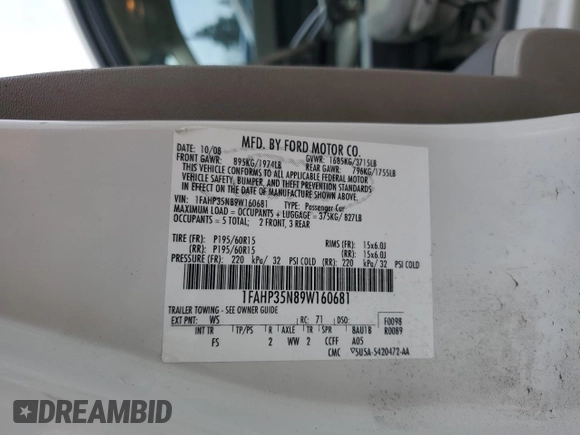 MFD. BY FORD MOTOR CO.
DATE: 10/08 GVWR: 1685KG/3715LB
FRONT GAWR: 895KG/1974LB REAR GAWR: 796KG/1755LB
THIS VEHICLE CONFORMS TO ALL APPLICABLE FEDERAL MOTOR
VEHICLE SAFETY, BUMPER, AND THEFT PREVENTION STANDARDS
IN EFFECT ON THE DATE OF MANUFACTURE SHOWN ABOVE.
VIN: 1FAHP35N89W160681 TYPE: Passenger Car
MAXIMUM LOAD = OCCUPANTS + LUGGAGE = 375KG/ 827LB
OCCUPANTS = 5 TOTAL; 2 FRONT, 3 REAR
TIRE (FR): P195/60R15 RIMS (FR): 15x6.0J
(RR): P195/60R15 (RR): 15x6.0J
PRESSURE (FR): 220 kPa/ 32 PSI COLD (RR): 220 kPa/ 32 PSI COLD
1FAHP35N89W160681
TRAILER TOWING - SEE OWNER GUIDE
EXT PNT: WS RC: 71 DSO: F0098
INT TR TP/PS R AXLE TR SPR 8AU18 R0089
FS 2 WW 2 CCFF A05
CMC 5U5A-5420472-AA
DREAMBID